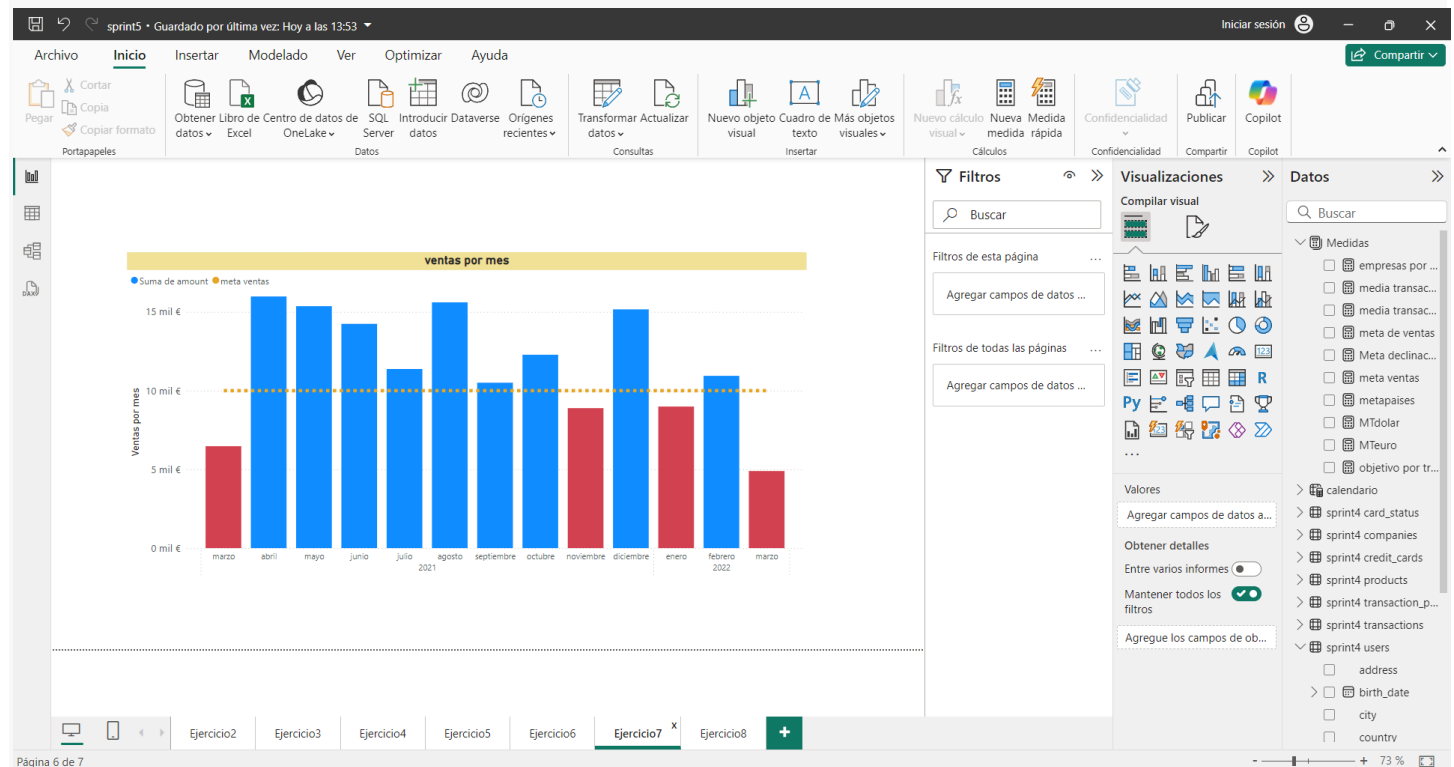 sprint5 • Guardado por última vez: Hoy a las 13:53
Iniciar sesión
Archivo Inicio Insertar Modelado Ver Optimizar Ayuda
Compartir
Pegar
Cortar
Copia
Copiar formato
Portapapeles
Obtener datos
Libro de Excel
Centro de datos de OneLake
SQL Server
Introducir datos
Dataverse
Orígenes recientes
Datos
Transformar datos
Actualizar
Consultas
Nuevo objeto visual
Cuadro de texto
Más objetos visuales
Insertar
Nuevo cálculo visual
Nueva medida
Medida rápida
Cálculos
Confidencialidad
Confidencialidad
Publicar
Compartir
Copilot
Copilot
DAX
ventas por mes
Suma de amount meta ventas
Ventas por mes
15 mil €
10 mil €
5 mil €
0 mil €
marzo abril mayo junio julio agosto septiembre octubre noviembre diciembre enero febrero marzo
2021 2022
Filtros
Buscar
Filtros de esta página ...
Agregar campos de datos ...
Filtros de todas las páginas ...
Agregar campos de datos ...
Visualizaciones
Compilar visual
123
R
Py
123
...
Valores
Agregar campos de datos a...
Obtener detalles
Entre varios informes
Mantener todos los
filtros
Agregue los campos de ob...
Datos
Buscar
Medidas
empresas por ...
media transac...
media transac...
meta de ventas
Meta declinac...
meta ventas
metapaises
MTdolar
MTeuro
objetivo por tr...
calendario
sprint4 card_status
sprint4 companies
sprint4 credit_cards
sprint4 products
sprint4 transaction_p...
sprint4 transactions
sprint4 users
address
birth_date
city
country
Ejercicio2 Ejercicio3 Ejercicio4 Ejercicio5 Ejercicio6 Ejercicio7 x Ejercicio8 +
Página 6 de 7
- + 73 %